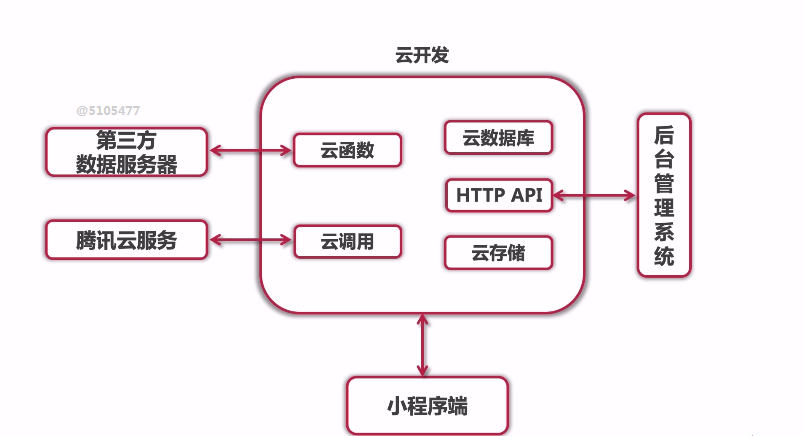 云开发
@5105477
第三方
数据服务器
云函数
云数据库
HTTP API
腾讯云服务
云调用
云存储
后台管理系统
小程序端